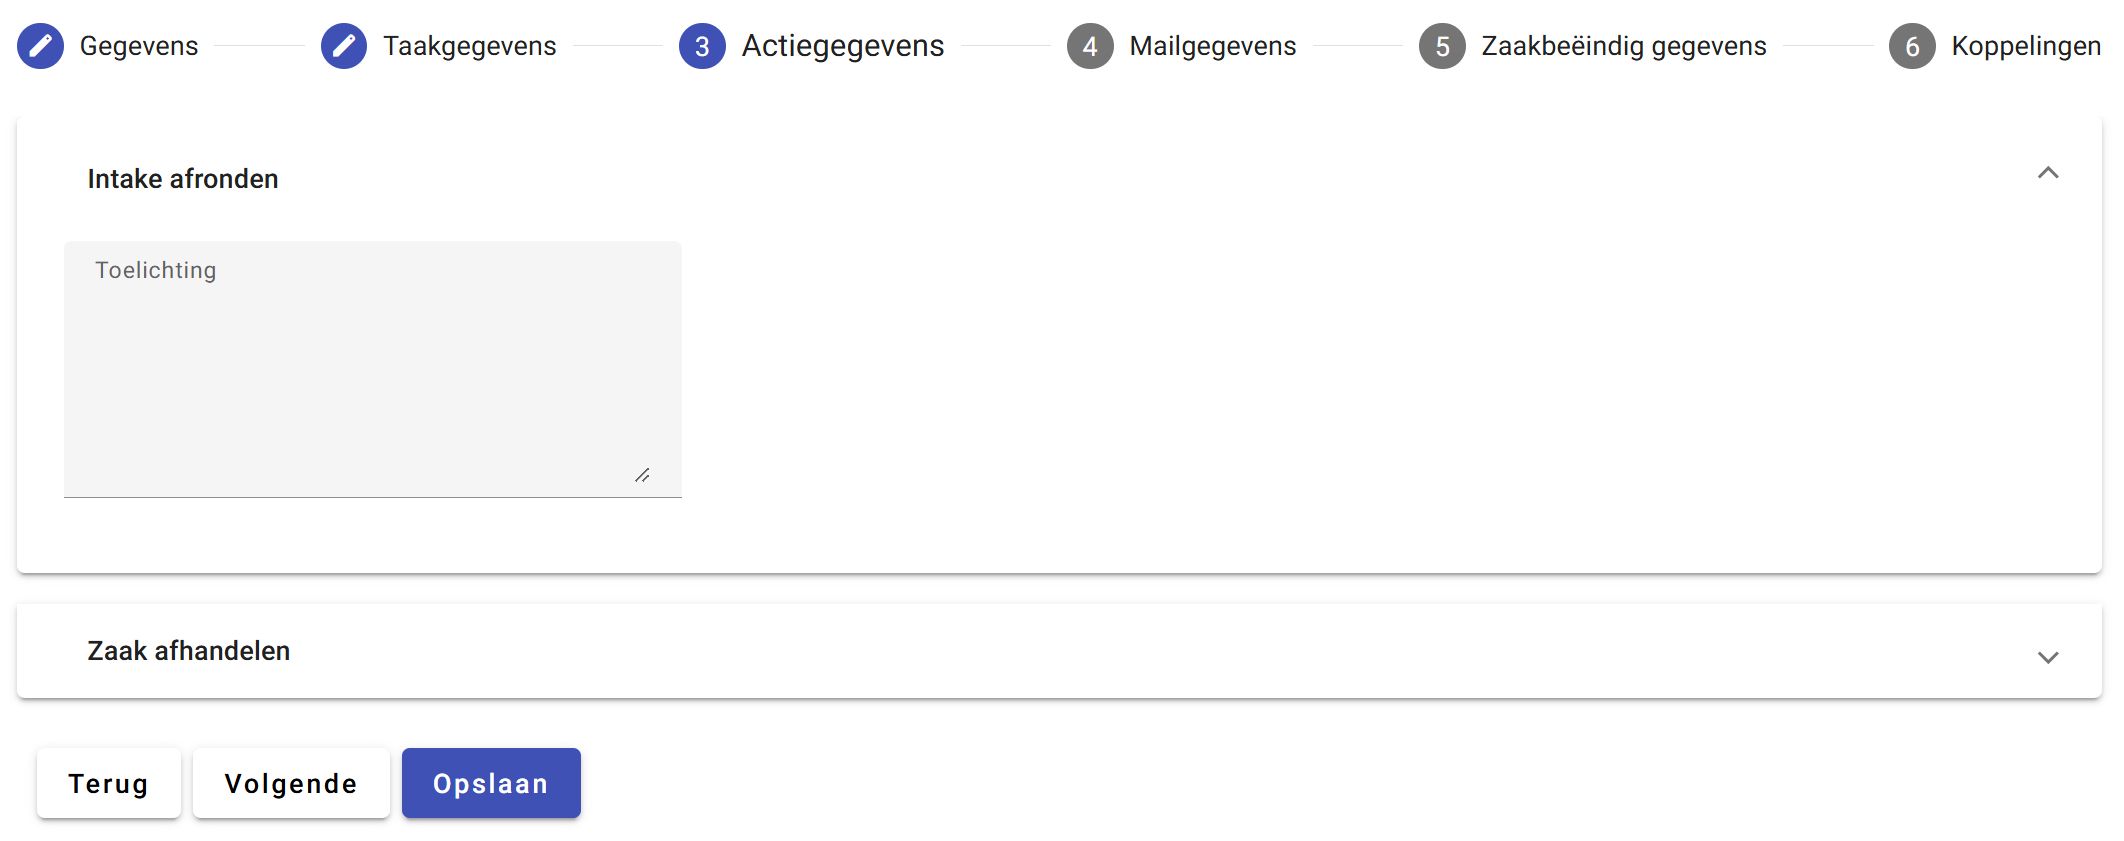 Gegevens Taakgegevens 3 Actiegegevens 4 Mailgegevens 5 Zaakbeëindig gegevens 6 Koppelingen
Intake afronden
Toelichting
Zaak afhandelen
Terug Volgende Opslaan